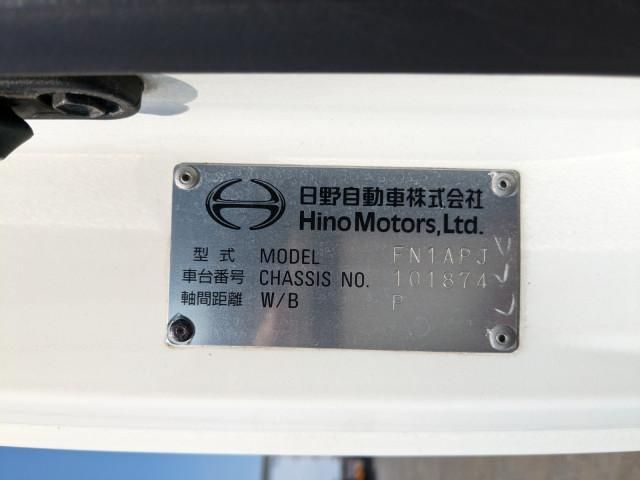 日野自動車株式会社
Hino Motors, Ltd.
型式 MODEL FN1APJ
車台番号 CHASSIS NO. 101874
軸間距離 W/B P